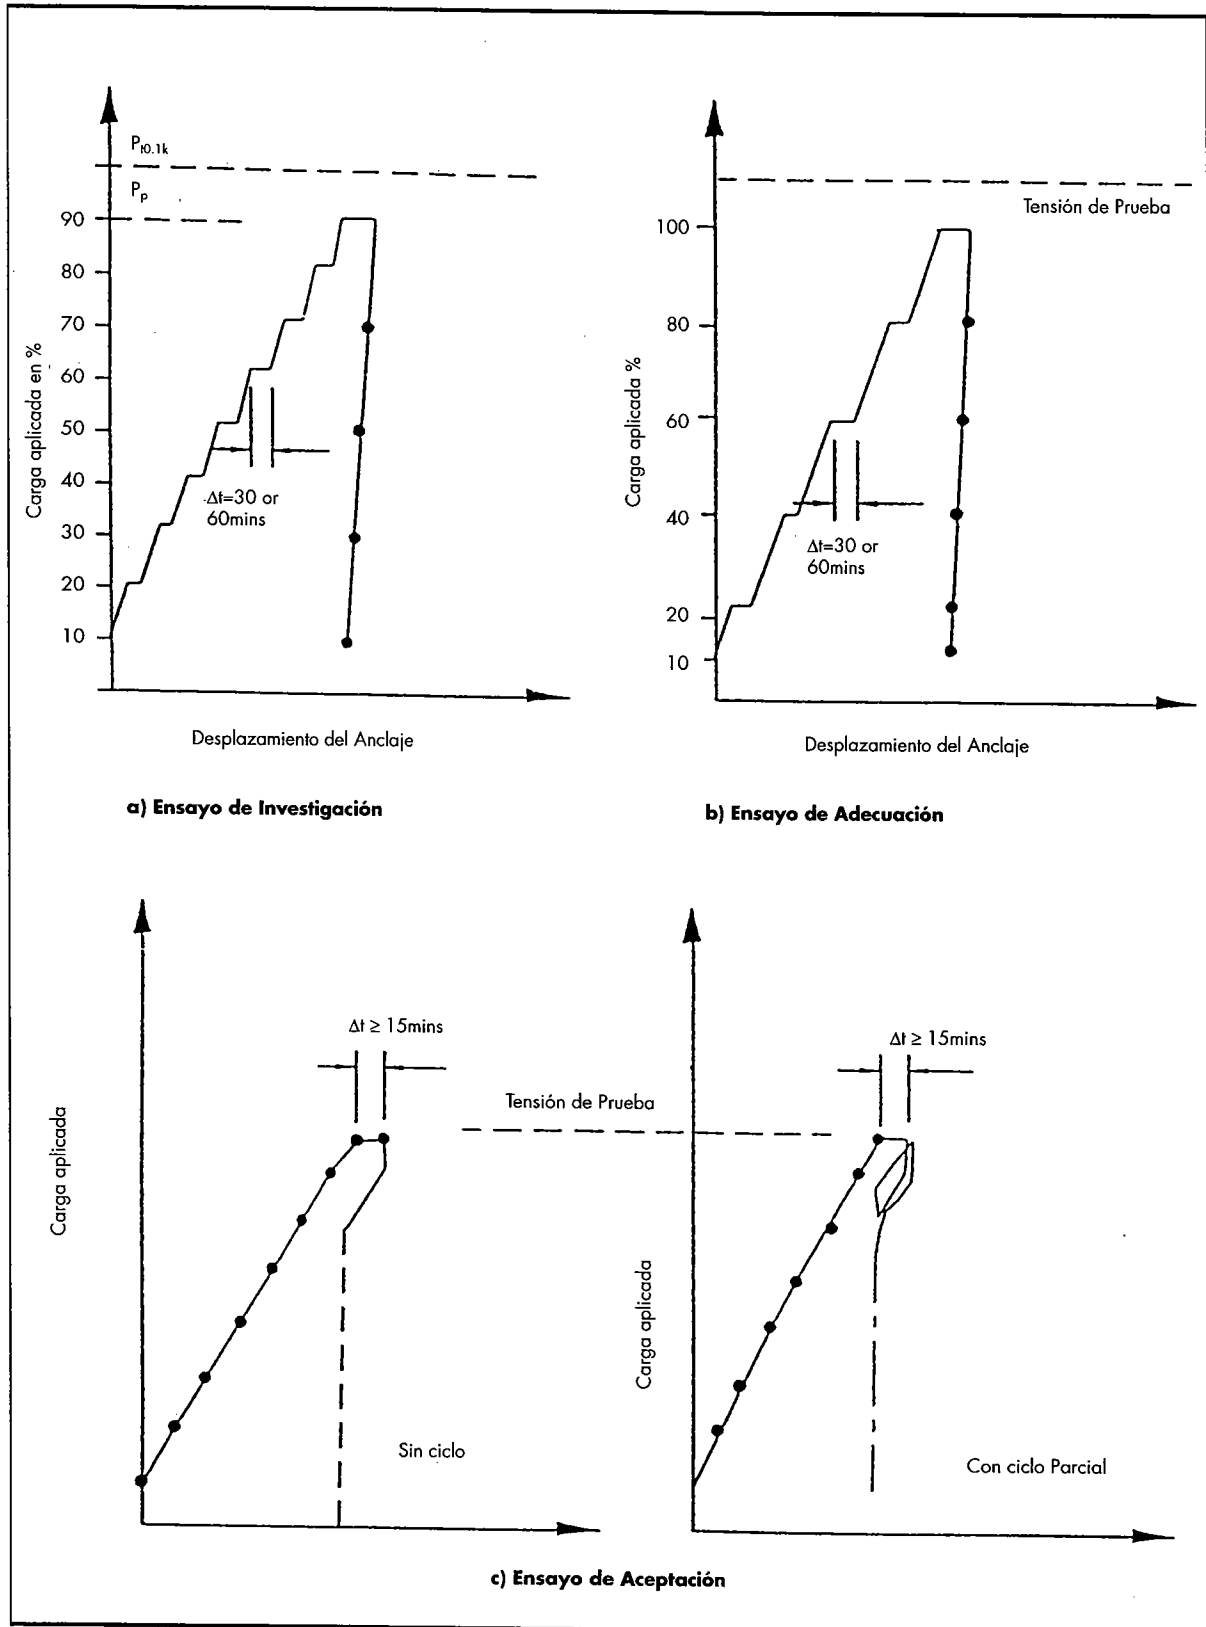 P_t0.1k
P_p
90
80
70
60
50
40
30
20
10
Carga aplicada en %
Δt=30 or
60mins
Desplazamiento del Anclaje
a) Ensayo de Investigación
Tensión de Prueba
100
80
60
40
20
10
Carga aplicada %
Δt=30 or
60mins
Desplazamiento del Anclaje
b) Ensayo de Adecuación
Δt ≥ 15mins
Carga aplicada
Sin ciclo
Tensión de Prueba
Δt ≥ 15mins
Carga aplicada
Con ciclo Parcial
c) Ensayo de Aceptación